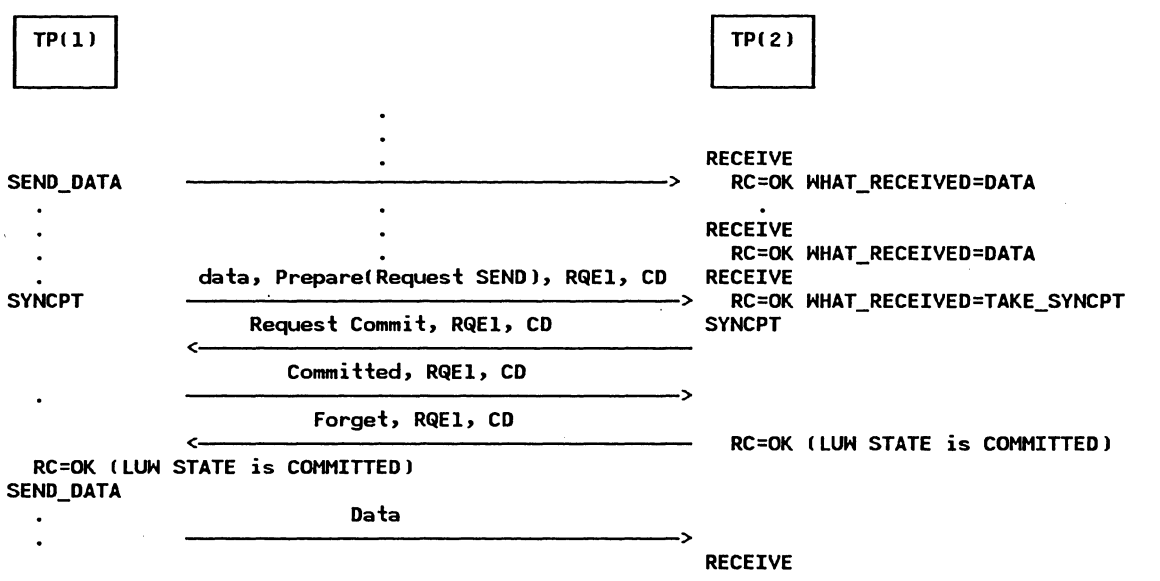 TP(1) TP(2)
RECEIVE
SEND_DATA RC=OK WHAT_RECEIVED=DATA
RECEIVE
RC=OK WHAT_RECEIVED=DATA
data, Prepare(Request SEND), RQE1, CD RECEIVE
SYNCPT RC=OK WHAT_RECEIVED=TAKE_SYNCPT
Request Commit, RQE1, CD SYNCPT
Committed, RQE1, CD
Forget, RQE1, CD
RC=OK (LUW STATE is COMMITTED)
RC=OK (LUW STATE is COMMITTED)
SEND_DATA
Data
RECEIVE